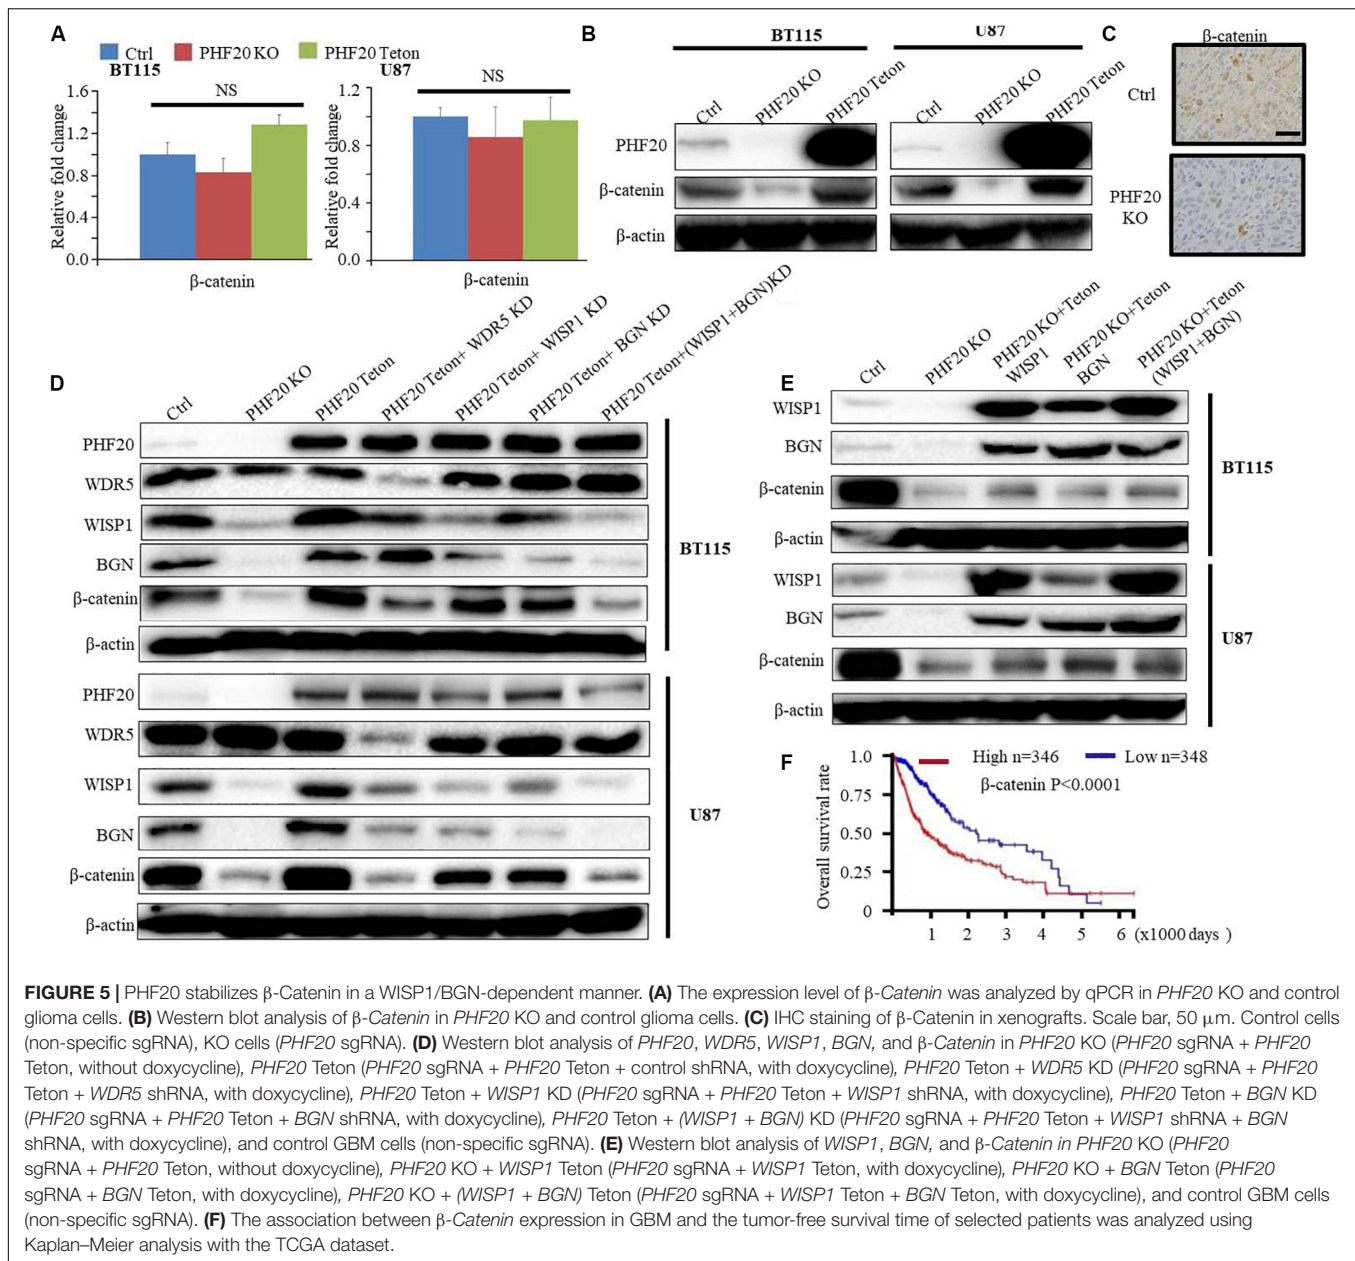 A
Ctrl PHF20 KO PHF20 Teton
BT115
NS
Relative fold change
1.6
1.2
0.8
0.4
0.0
β-catenin
U87
NS
Relative fold change
1.2
0.8
0.4
0.0
β-catenin
B
BT115
U87
Ctrl
PHF20 KO
PHF20 Teton
Ctrl
PHF20 KO
PHF20 Teton
PHF20
β-catenin
β-actin
C
β-catenin
Ctrl
PHF20
KO
D
Ctrl
PHF20 KO
PHF20 Teton
PHF20 Teton+ WDR5 KD
PHF20 Teton+ WISP1 KD
PHF20 Teton+ BGN KD
PHF20 Teton+(WISP1+BGN)KD
PHF20
WDR5
WISP1
BGN
β-catenin
β-actin
BT115
PHF20
WDR5
WISP1
BGN
β-catenin
β-actin
U87
E
Ctrl
PHF20 KO
PHF20 KO+Teton
WISP1
PHF20 KO+Teton
BGN
PHF20 KO+Teton
(WISP1+BGN)
WISP1
BGN
β-catenin
β-actin
BT115
WISP1
BGN
β-catenin
β-actin
U87
F
High n=346 Low n=348
β-catenin P<0.0001
Overall survival rate
1.0
0.75
0.50
0.25
0
1 2 3 4 5 6 (x1000 days )
FIGURE 5 | PHF20 stabilizes β-Catenin in a WISP1/BGN-dependent manner. (A) The expression level of β-Catenin was analyzed by qPCR in PHF20 KO and control
glioma cells. (B) Western blot analysis of β-Catenin in PHF20 KO and control glioma cells. (C) IHC staining of β-Catenin in xenografts. Scale bar, 50 μm. Control cells
(non-specific sgRNA), KO cells (PHF20 sgRNA). (D) Western blot analysis of PHF20, WDR5, WISP1, BGN, and β-Catenin in PHF20 KO (PHF20 sgRNA + PHF20
Teton, without doxycycline), PHF20 Teton (PHF20 sgRNA + PHF20 Teton + control shRNA, with doxycycline), PHF20 Teton + WDR5 KD (PHF20 sgRNA + PHF20
Teton + WDR5 shRNA, with doxycycline), PHF20 Teton + WISP1 KD (PHF20 sgRNA + PHF20 Teton + WISP1 shRNA, with doxycycline), PHF20 Teton + BGN KD
(PHF20 sgRNA + PHF20 Teton + BGN shRNA, with doxycycline), PHF20 Teton + (WISP1 + BGN) KD (PHF20 sgRNA + PHF20 Teton + WISP1 shRNA + BGN
shRNA, with doxycycline), and control GBM cells (non-specific sgRNA). (E) Western blot analysis of WISP1, BGN, and β-Catenin in PHF20 KO (PHF20
sgRNA + PHF20 Teton, without doxycycline), PHF20 KO + WISP1 Teton (PHF20 sgRNA + WISP1 Teton, with doxycycline), PHF20 KO + BGN Teton (PHF20
sgRNA + BGN Teton, with doxycycline), PHF20 KO + (WISP1 + BGN) Teton (PHF20 sgRNA + WISP1 Teton + BGN Teton, with doxycycline), and control GBM cells
(non-specific sgRNA). (F) The association between β-Catenin expression in GBM and the tumor-free survival time of selected patients was analyzed using
Kaplan–Meier analysis with the TCGA dataset.